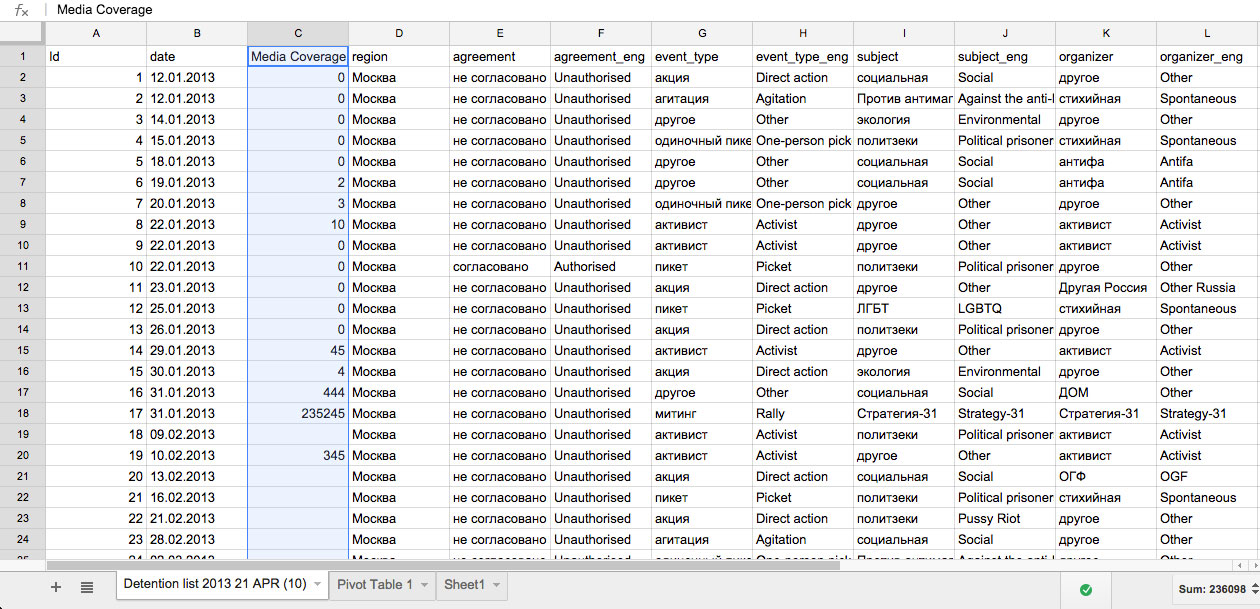 fx Media Coverage
A B C D E F G H I J K L
1 Id date Media Coverage region agreement agreement_eng event_type event_type_eng subject subject_eng organizer organizer_eng
2 1 12.01.2013 0 Москва не согласовано Unauthorised акция Direct action социальная Social другое Other
3 2 12.01.2013 0 Москва не согласовано Unauthorised агитация Agitation Против антимаг Against the anti- стихийная Spontaneous
4 3 14.01.2013 0 Москва не согласовано Unauthorised другое Other экология Environmental другое Other
5 4 15.01.2013 0 Москва не согласовано Unauthorised одиночный пике One-person pick политзеки Political prisoner стихийная Spontaneous
6 5 18.01.2013 0 Москва не согласовано Unauthorised другое Other социальная Social антифа Antifa
7 6 19.01.2013 2 Москва не согласовано Unauthorised другое Other социальная Social антифа Antifa
8 7 20.01.2013 3 Москва не согласовано Unauthorised одиночный пике One-person pick другое Other другое Other
9 8 22.01.2013 10 Москва не согласовано Unauthorised активист Activist другое Other активист Activist
10 9 22.01.2013 0 Москва не согласовано Unauthorised активист Activist другое Other активист Activist
11 10 22.01.2013 0 Москва согласовано Authorised пикет Picket политзеки Political prisoner другое Other
12 11 23.01.2013 0 Москва не согласовано Unauthorised акция Direct action другое Other Другая Россия Other Russia
13 12 25.01.2013 0 Москва не согласовано Unauthorised пикет Picket ЛГБТ LGBTQ стихийная Spontaneous
14 13 26.01.2013 0 Москва не согласовано Unauthorised акция Direct action политзеки Political prisoner другое Other
15 14 29.01.2013 45 Москва не согласовано Unauthorised активист Activist другое Other активист Activist
16 15 30.01.2013 4 Москва не согласовано Unauthorised акция Direct action экология Environmental другое Other
17 16 31.01.2013 444 Москва не согласовано Unauthorised другое Other социальная Social ДОМ Other
18 17 31.01.2013 235245 Москва не согласовано Unauthorised митинг Rally Стратегия-31 Strategy-31 Стратегия-31 Strategy-31
19 18 09.02.2013 Москва не согласовано Unauthorised активист Activist политзеки Political prisoner активист Activist
20 19 10.02.2013 345 Москва не согласовано Unauthorised активист Activist другое Other активист Activist
21 20 13.02.2013 Москва не согласовано Unauthorised акция Direct action социальная Social ОГФ OGF
22 21 16.02.2013 Москва не согласовано Unauthorised пикет Picket политзеки Political prisoner стихийная Spontaneous
23 22 21.02.2013 Москва не согласовано Unauthorised акция Direct action политзеки Pussy Riot другое Other
24 23 28.02.2013 Москва не согласовано Unauthorised агитация Agitation социальная Social другое Other
Detention list 2013 21 APR (10) Pivot Table 1 Sheet1 Sum: 236098